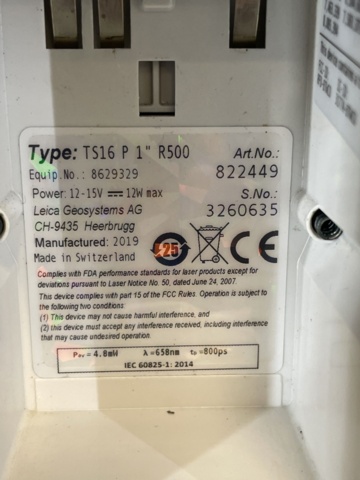 Type: TS16 P 1" R500
Art.No.:
Equip.No.: 8629329
822449
Power: 12-15V ⎓ 12W max
S.No.:
Leica Geosystems AG
3260635
CH-9435 Heerbrugg
Manufactured: 2019
Made in Switzerland
25
CE
Complies with FDA performance standards for laser products except for
deviations pursuant to Laser Notice No. 50, dated June 24, 2007.
This device complies with part 15 of the FCC Rules. Operation is subject to
the following two conditions:
(1) This device may not cause harmful interference, and
(2) this device must accept any interference received, including interference
that may cause undesired operation.
Pav = 4.8mW λ = 658nm tp = 800ps
IEC 60825-1: 2014